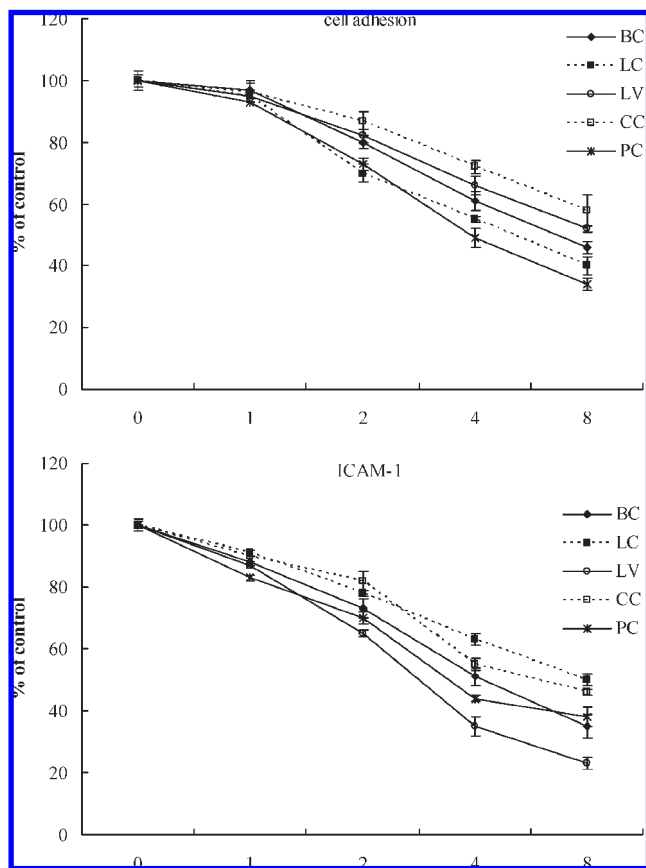 cell adhesion
120
100
80
60
40
20
0
% of control
0 1 2 4 8
BC
LC
LV
CC
PC
ICAM-1
120
100
80
60
40
20
0
% of control
0 1 2 4 8
BC
LC
LV
CC
PC